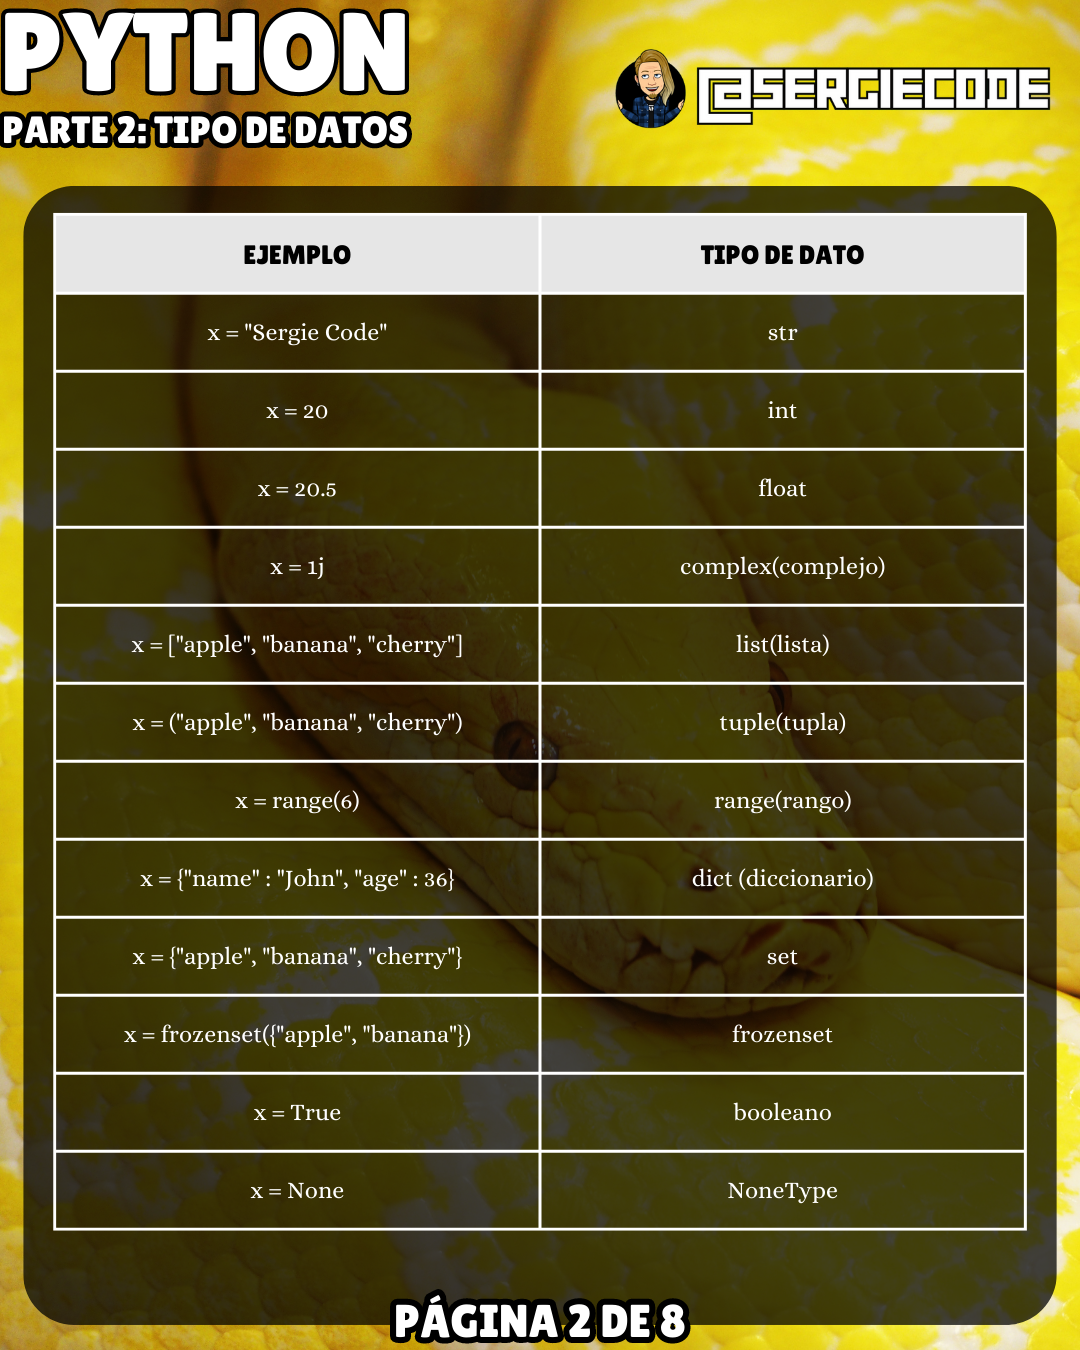 PYTHON
PARTE 2: TIPO DE DATOS
@SERGIECODE
EJEMPLO TIPO DE DATO
x = "Sergie Code" str
x = 20 int
x = 20.5 float
x = 1j complex(complejo)
x = ["apple", "banana", "cherry"] list(lista)
x = ("apple", "banana", "cherry") tuple(tupla)
x = range(6) range(rango)
x = {"name" : "John", "age" : 36} dict (diccionario)
x = {"apple", "banana", "cherry"} set
x = frozenset({"apple", "banana"}) frozenset
x = True booleano
x = None NoneType
PÁGINA 2 DE 8